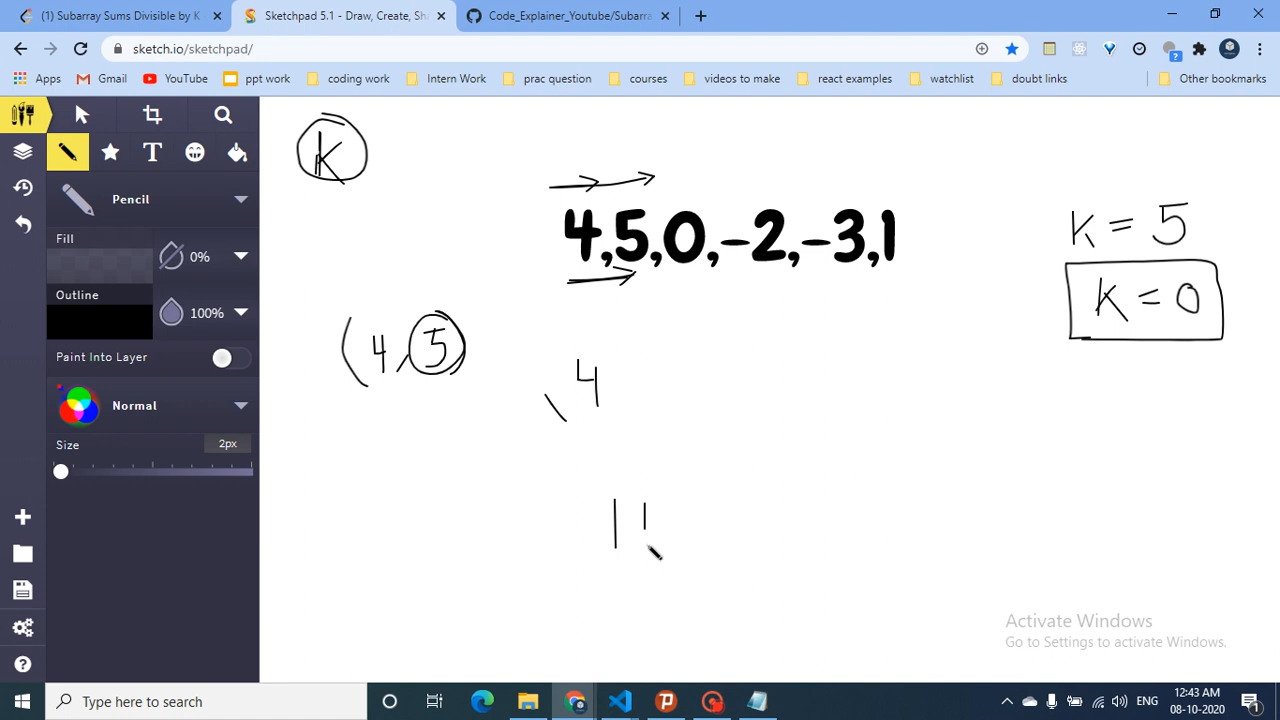 (1) Subarray Sums Divisible by K
Sketchpad 5.1 - Draw, Create, Sha
Code_Explainer_Youtube/Subarra
sketch.io/sketchpad/
Apps Gmail YouTube ppt work coding work Intern Work prac question courses videos to make react examples watchlist doubt links Other bookmarks
K
Pencil
Fill
0%
Outline
100%
Paint Into Layer
Normal
Size
2px
4,5,0,-2,-3,1
K = 5
K = 0
(4, 5)
4
Activate Windows
Go to Settings to activate Windows.
Type here to search
ENG
12:43 AM
08-10-2020